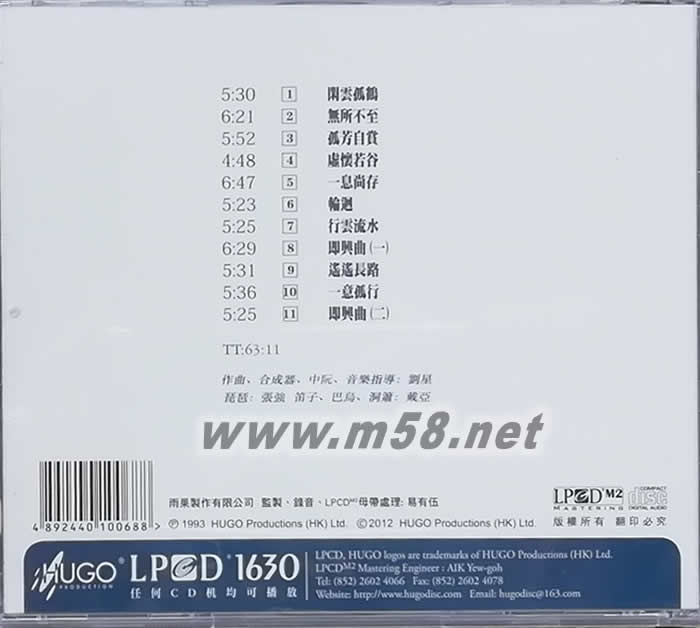 5:30 1 閑雲孤鶴
6:21 2 無所不至
5:52 3 孤芳自賞
4:48 4 虛懷若谷
6:47 5 一息尚存
5:23 6 輪迴
5:25 7 行雲流水
6:29 8 即興曲(一)
5:31 9 遙遙長路
5:36 10 一意孤行
5:25 11 即興曲(二)
TT:63:11
作曲、合成器、中阮、音樂指導: 劉星
琵琶: 張強 笛子、巴烏、洞簫: 戴亞
www.m58.net
4 892440 100688
雨果製作有限公司 監製、錄音、LPCDM2母帶處理: 易有伍
℗ 1993 HUGO Productions (HK) Ltd. © 2012 HUGO Productions (HK) Ltd.
LPCD M2 MASTERING
COMPACT disc DIGITAL AUDIO
版權所有 翻印必究
HUGO® PRODUCTION
LPCD® 1630
任何CD机均可播放
LPCD, HUGO logos are trademarks of HUGO Productions (HK) Ltd.
LPCDM2 Mastering Engineer : AIK Yew-goh
Tel: (852) 2602 4066 Fax: (852) 2602 4078
Website: http://www.hugodisc.com Email: hugodisc@163.com